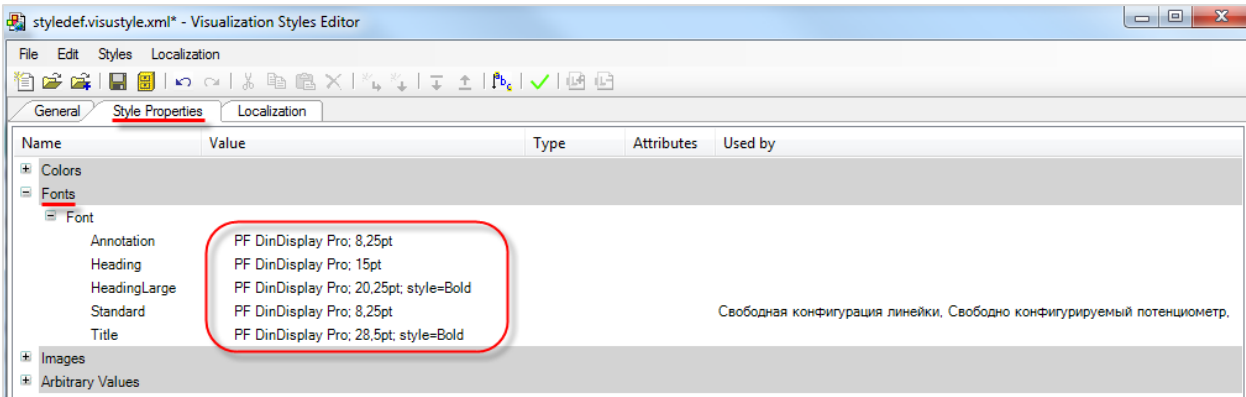 styledef.visustyle.xml* - Visualization Styles Editor
File Edit Styles Localization
General Style Properties Localization
Name Value Type Attributes Used by
Colors
Fonts
Font
Annotation PF DinDisplay Pro; 8,25pt
Heading PF DinDisplay Pro; 15pt
HeadingLarge PF DinDisplay Pro; 20,25pt; style=Bold
Standard PF DinDisplay Pro; 8,25pt Свободная конфигурация линейки, Свободно конфигурируемый потенциометр,
Title PF DinDisplay Pro; 28,5pt; style=Bold
Images
Arbitrary Values